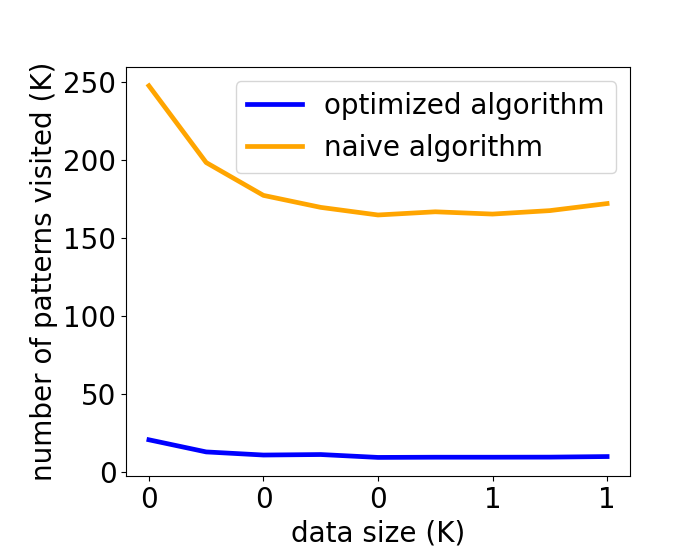 number of patterns visited (K)
250
200
150
100
50
0
optimized algorithm
naive algorithm
0 0 0 1 1
data size (K)